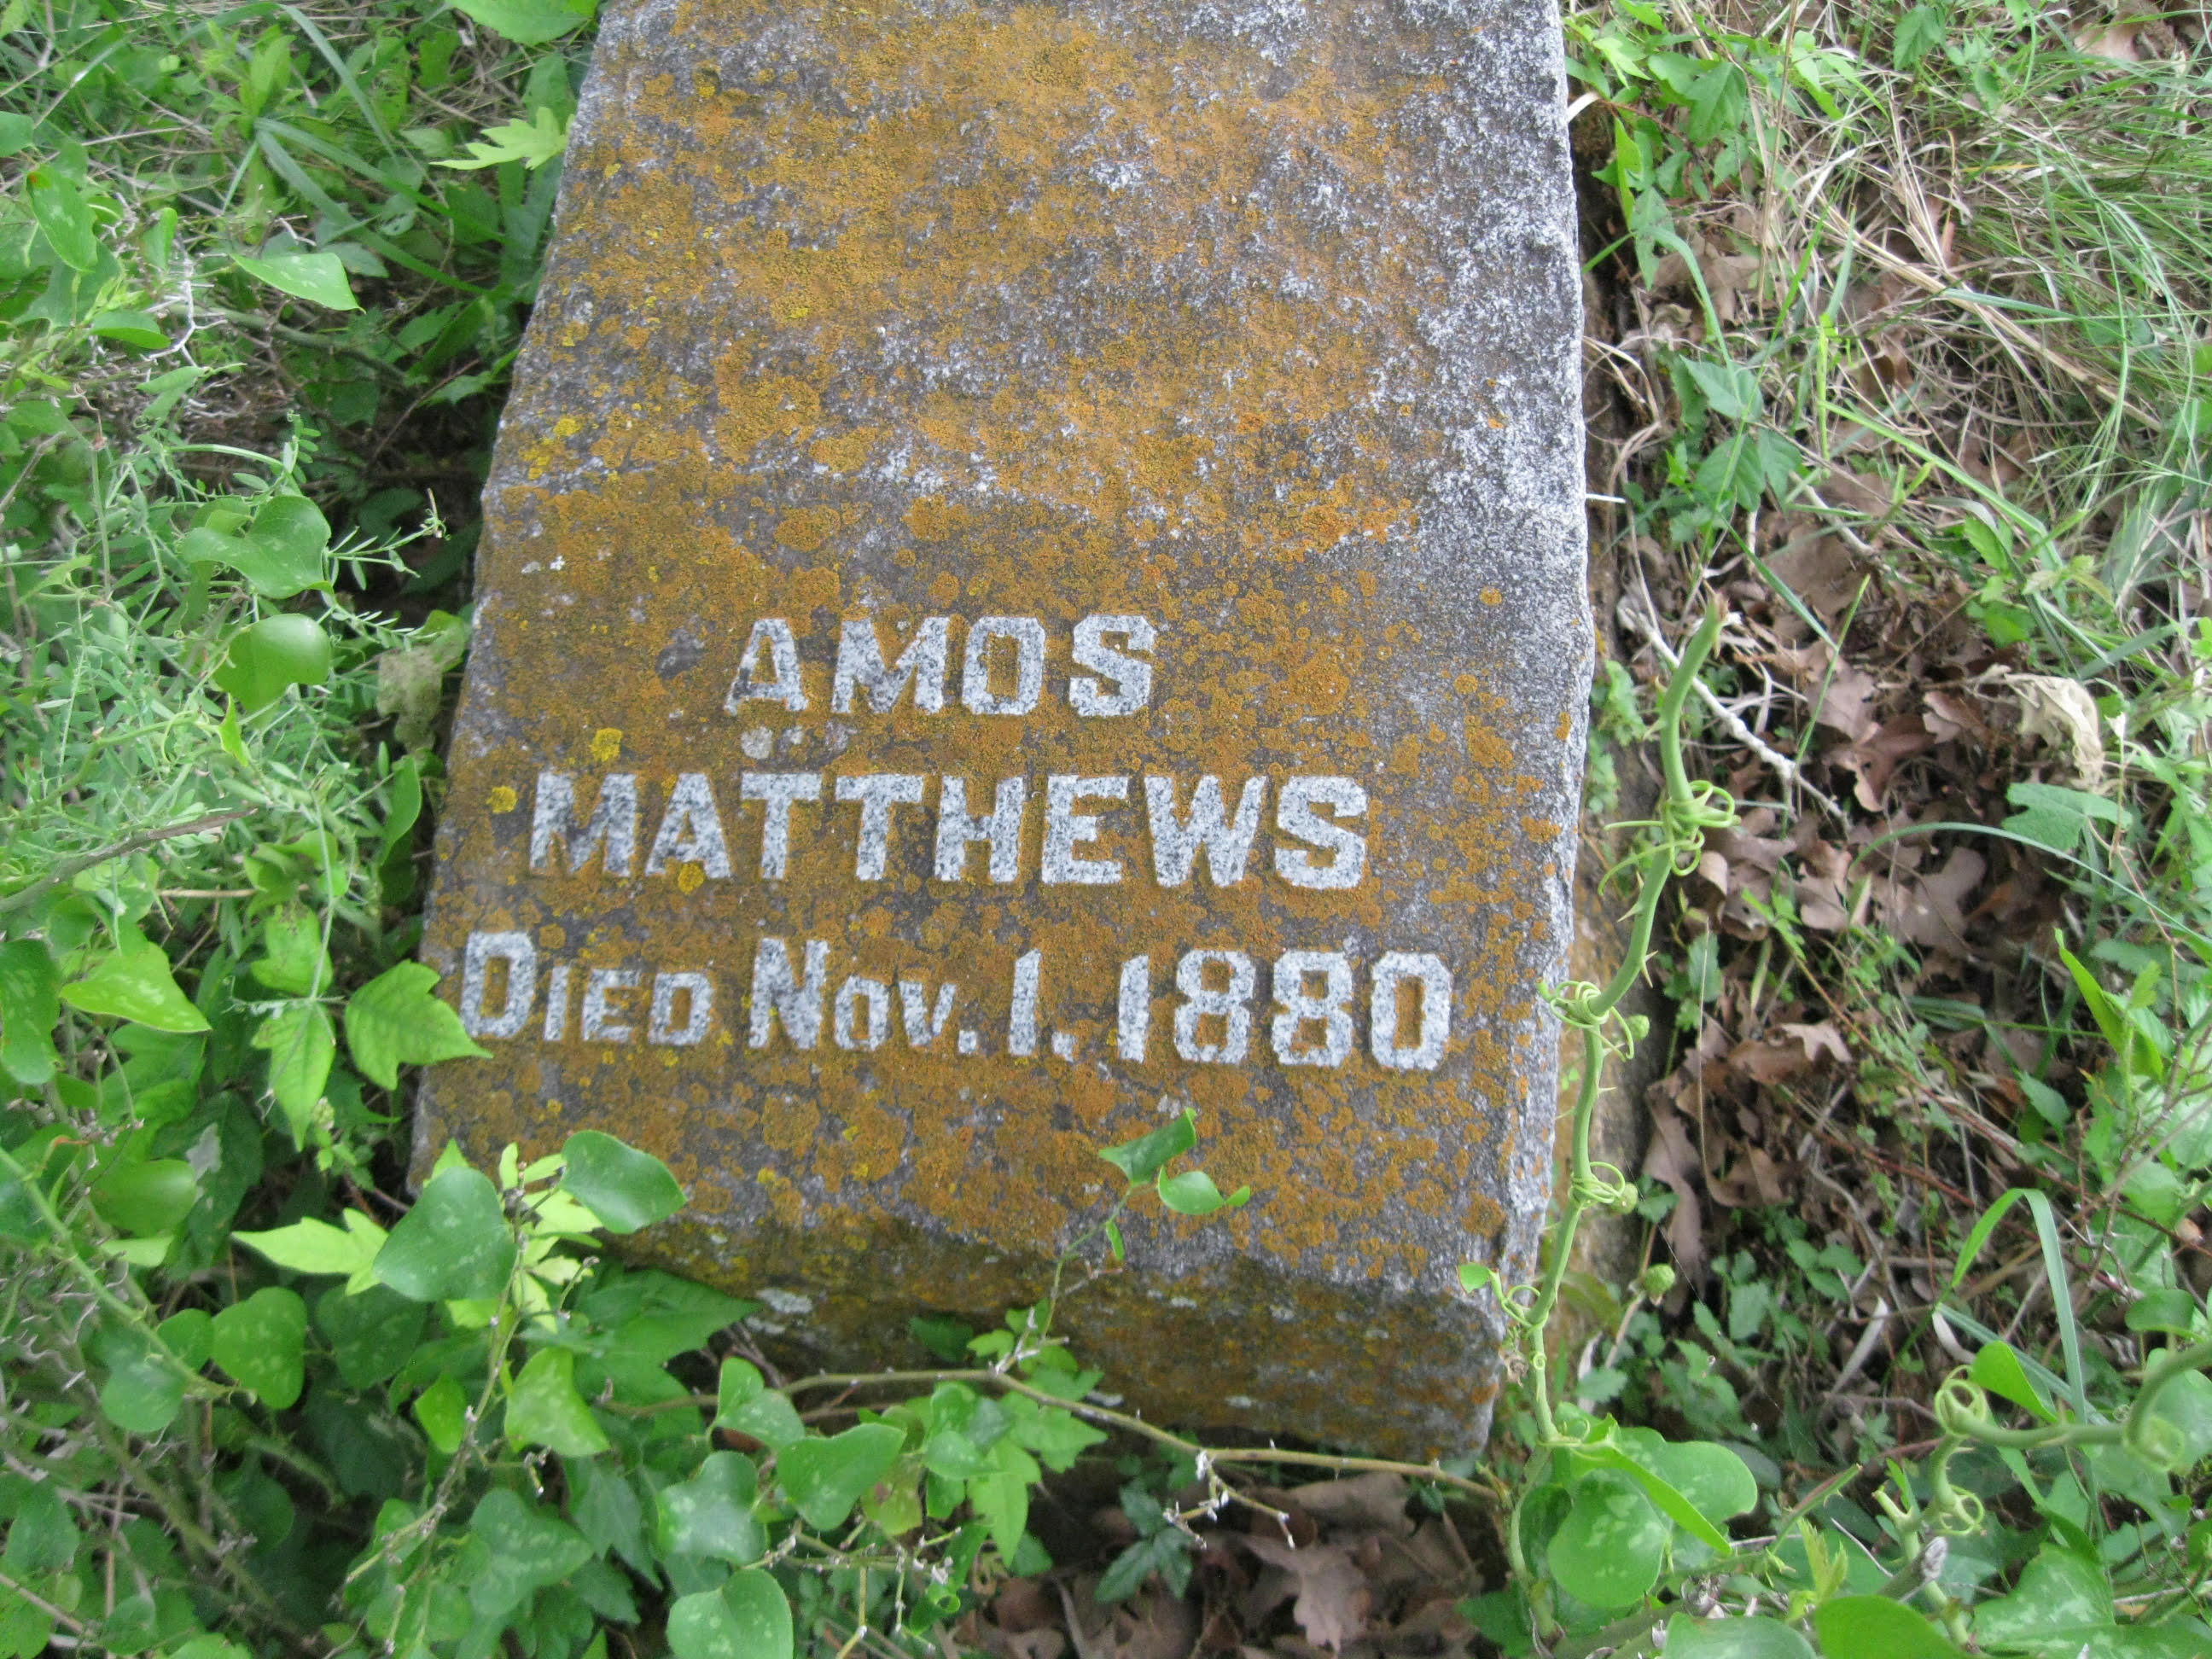 AMOS
MATTHEWS
DIED NOV. 1, 1880